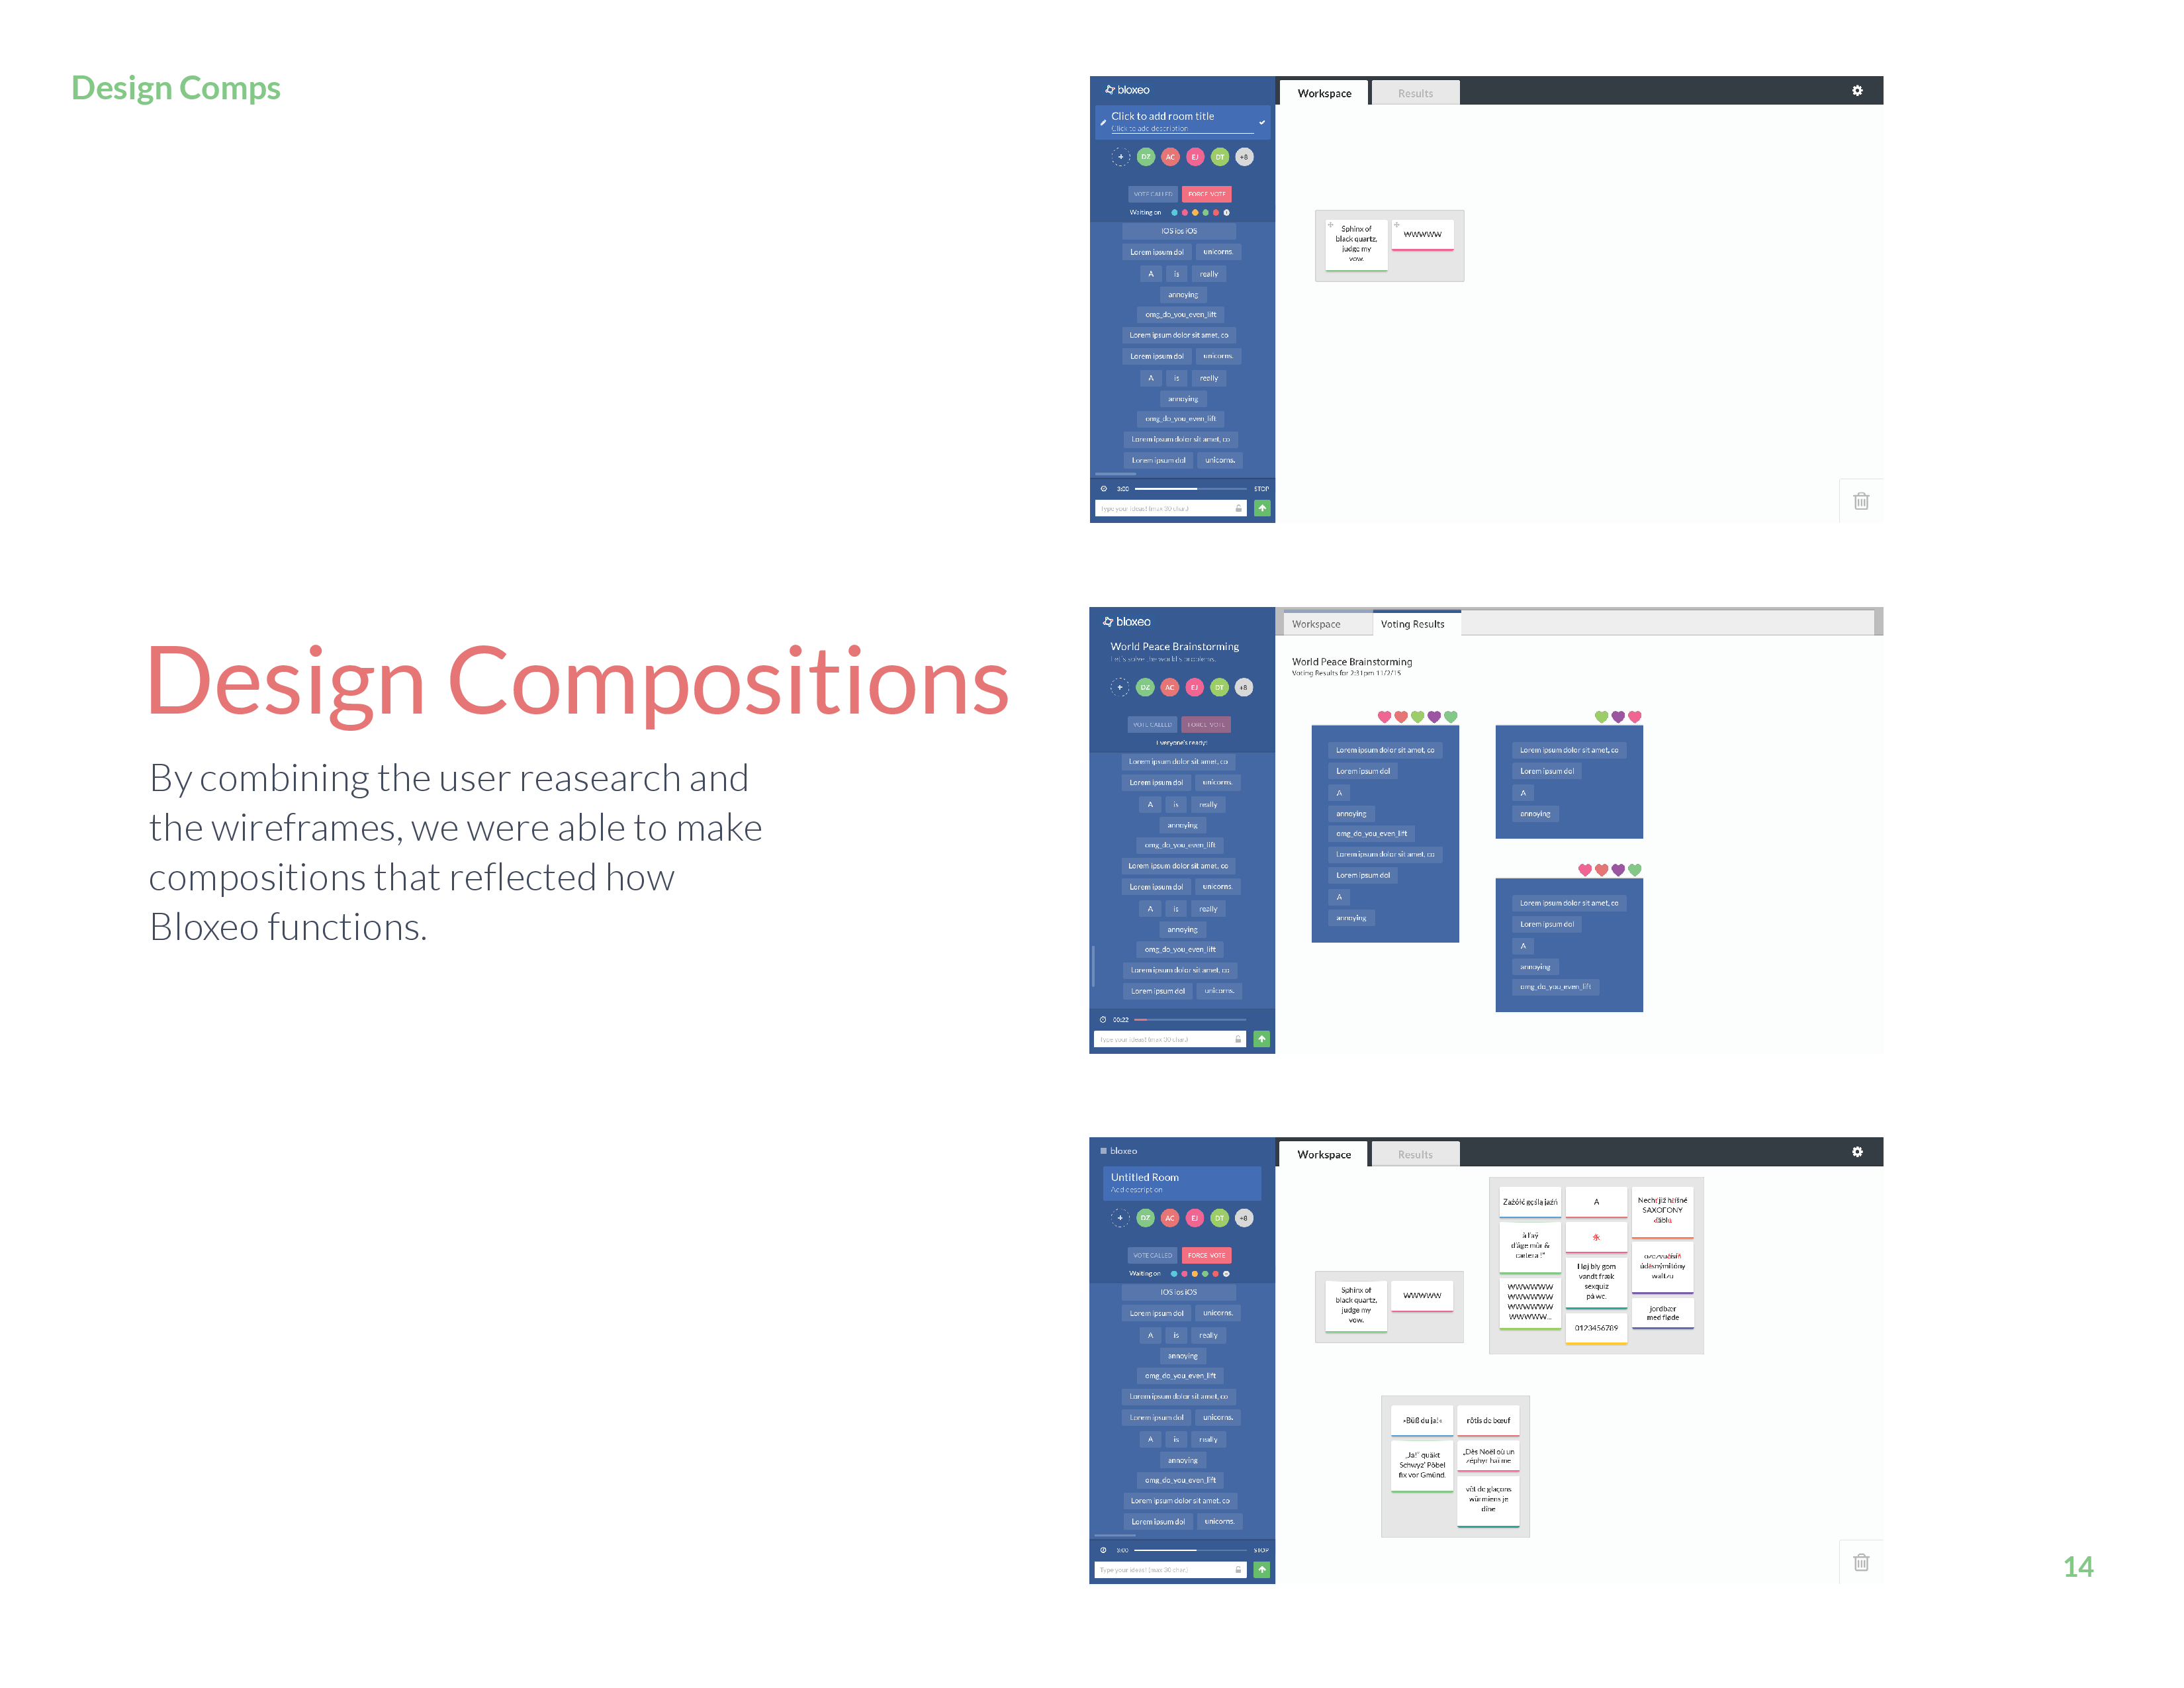 Design Comps
Design Compositions
By combining the user reasearch and
the wireframes, we were able to make
compositions that reflected how
Bloxeo functions.
bloxeo
Click to add room title
Click to add description
+ DZ AC EJ DT +8
VOTE CALLED FORCE VOTE
Waiting on
iOS ios iOS
Lorem ipsum dol unicorns.
A is really
annoying
omg_do_you_even_lift
Lorem ipsum dolor sit amet, co
Lorem ipsum dol unicorns.
A is really
annoying
omg_do_you_even_lift
Lorem ipsum dolor sit amet, co
Lorem ipsum dol unicorns.
3:00 STOP
Type your ideas! (max 30 char)
Workspace Results
Sphinx of
black quartz,
judge my
vow.
WWWWW
bloxeo
World Peace Brainstorming
Let's solve the world's problems.
+ DZ AC EJ DT +8
VOTE CALLED FORCE VOTE
Everyone's ready!
Lorem ipsum dolor sit amet, co
Lorem ipsum dol unicorns.
A is really
annoying
omg_do_you_even_lift
Lorem ipsum dolor sit amet, co
Lorem ipsum dol unicorns.
A is really
annoying
omg_do_you_even_lift
Lorem ipsum dolor sit amet, co
Lorem ipsum dol unicorns.
00:22
Type your ideas! (max 30 char)
Workspace Voting Results
World Peace Brainstorming
Voting Results for 2:31pm 11/2/15
Lorem ipsum dolor sit amet, co
Lorem ipsum dol
A
annoying
omg_do_you_even_lift
Lorem ipsum dolor sit amet, co
Lorem ipsum dol
A
annoying
Lorem ipsum dolor sit amet, co
Lorem ipsum dol
A
annoying
Lorem ipsum dolor sit amet, co
Lorem ipsum dol
A
annoying
omg_do_you_even_lift
bloxeo
Untitled Room
Add description
+ DZ AC EJ DT +8
VOTE CALLED FORCE VOTE
Waiting on
iOS ios iOS
Lorem ipsum dol unicorns.
A is really
annoying
omg_do_you_even_lift
Lorem ipsum dolor sit amet, co
Lorem ipsum dol unicorns.
A is really
annoying
omg_do_you_even_lift
Lorem ipsum dolor sit amet, co
Lorem ipsum dol unicorns.
3:00 STOP
Type your ideas! (max 30 char)
Workspace Results
Sphinx of
black quartz,
judge my
vow.
WWWWW
Zażółć gęślą jaźń
à l'aÿ
d'âge mûr &
cætera !"
WWWWWW
WWWWWW
WWWWWW
WWWWW...
A
Høj bly gom
vandt fræk
sexquiz
på wc.
0123456789
Nechť již hříšné
SAXOFONY
ďáblů
úděsnými tóny
waltzu
jordbær
med fløde
»Büß du ja!«
„Ja!" quäkt
Schwyz' Pöbel
fix vor Gmünd.
rôtis de bœuf
„Dès Noël où un
zéphyr haï me
vêt de glaçons
würmiens je
dîne
14